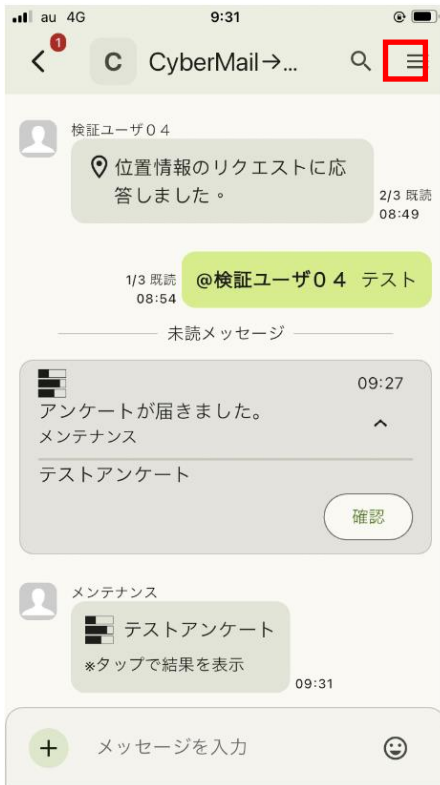 au 4G 9:31
1
C CyberMail→...
検証ユーザ04
位置情報のリクエストに応
答しました。
2/3 既読
08:49
1/3 既読
08:54
@検証ユーザ04 テスト
未読メッセージ
09:27
アンケートが届きました。
メンテナンス
テストアンケート
確認
メンテナンス
テストアンケート
※タップで結果を表示
09:31
+ メッセージを入力